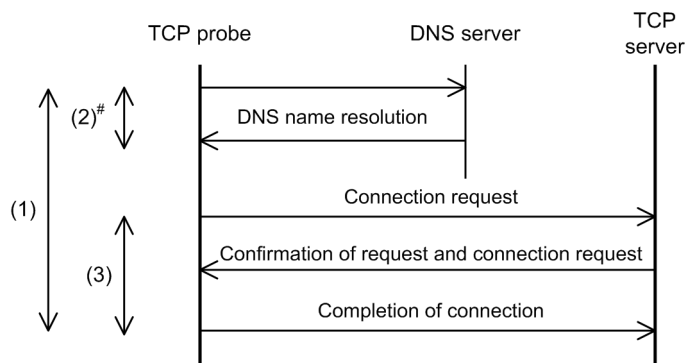 TCP probe
DNS server
TCP
server
(2)#
DNS name resolution
(1)
Connection request
Confirmation of request and connection request
(3)
Completion of connection